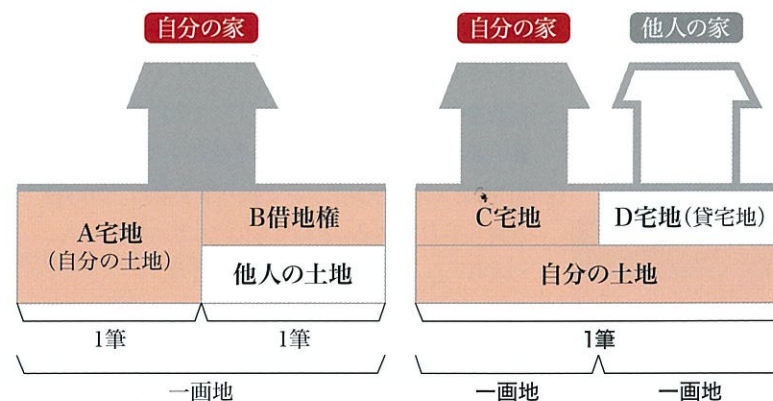 自分の家
A宅地
(自分の土地)
B借地権
他人の土地
1筆
1筆
一画地
自分の家
他人の家
C宅地
D宅地(貸宅地)
自分の土地
1筆
一画地
一画地